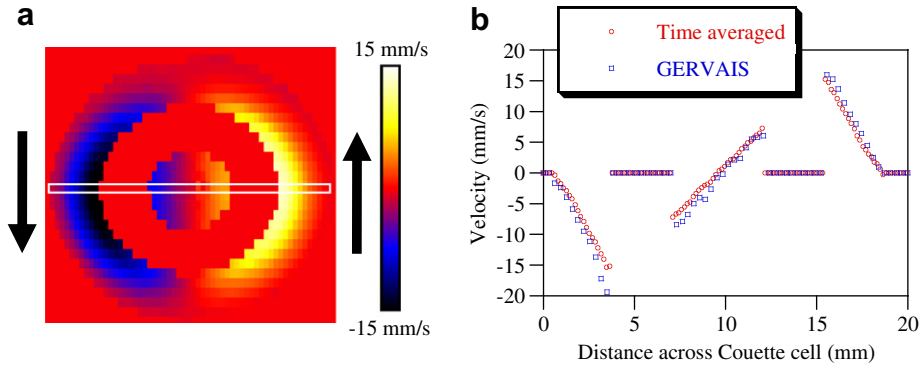 a
15 mm/s
-15 mm/s
b
Time averaged
GERVAIS
Velocity (mm/s)
20
15
10
5
0
-5
-10
-15
-20
0
5
10
15
20
Distance across Couette cell (mm)